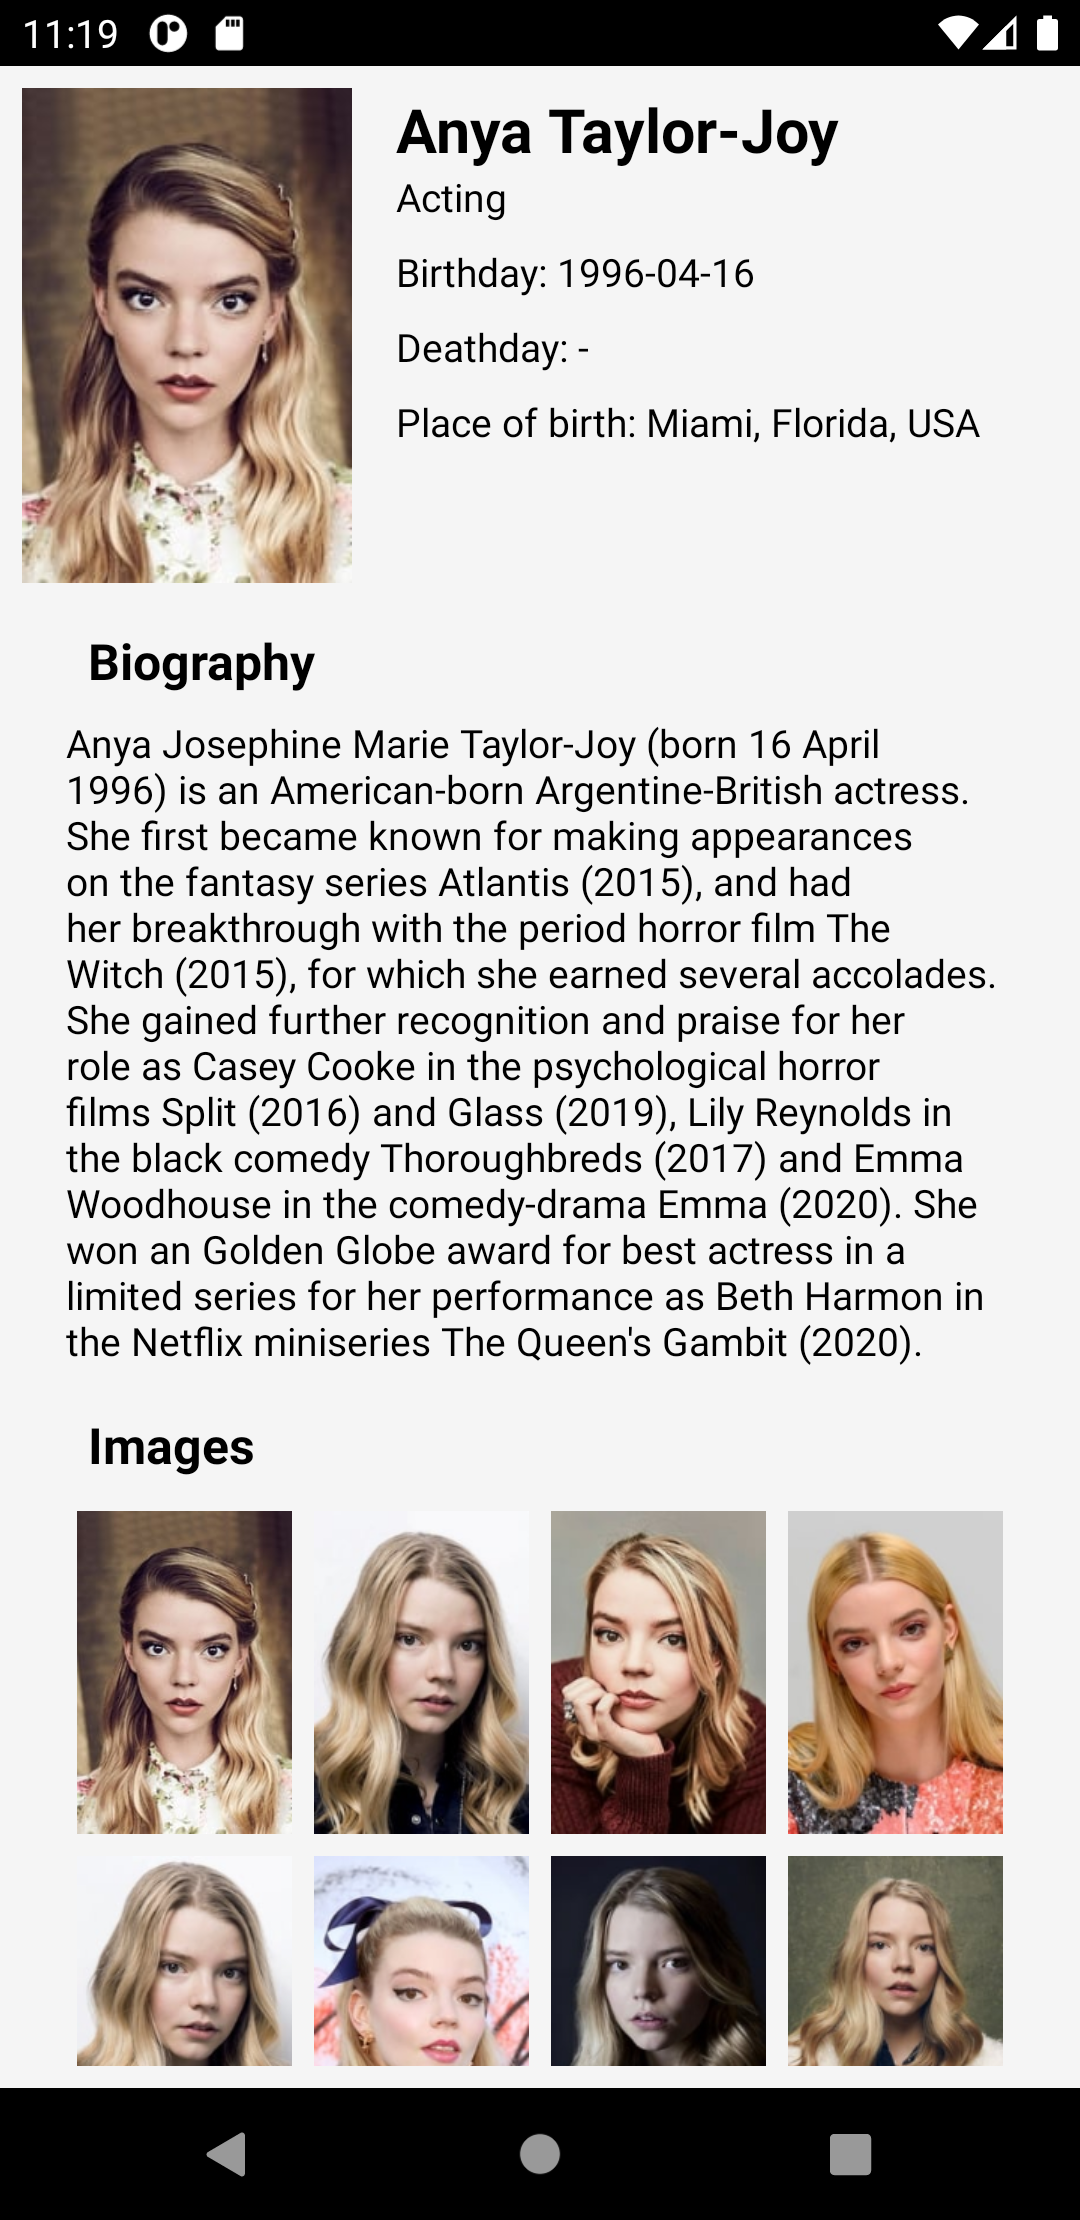 11:19
Anya Taylor-Joy
Acting
Birthday: 1996-04-16
Deathday: -
Place of birth: Miami, Florida, USA
Biography
Anya Josephine Marie Taylor-Joy (born 16 April
1996) is an American-born Argentine-British actress.
She first became known for making appearances
on the fantasy series Atlantis (2015), and had
her breakthrough with the period horror film The
Witch (2015), for which she earned several accolades.
She gained further recognition and praise for her
role as Casey Cooke in the psychological horror
films Split (2016) and Glass (2019), Lily Reynolds in
the black comedy Thoroughbreds (2017) and Emma
Woodhouse in the comedy-drama Emma (2020). She
won an Golden Globe award for best actress in a
limited series for her performance as Beth Harmon in
the Netflix miniseries The Queen's Gambit (2020).
Images